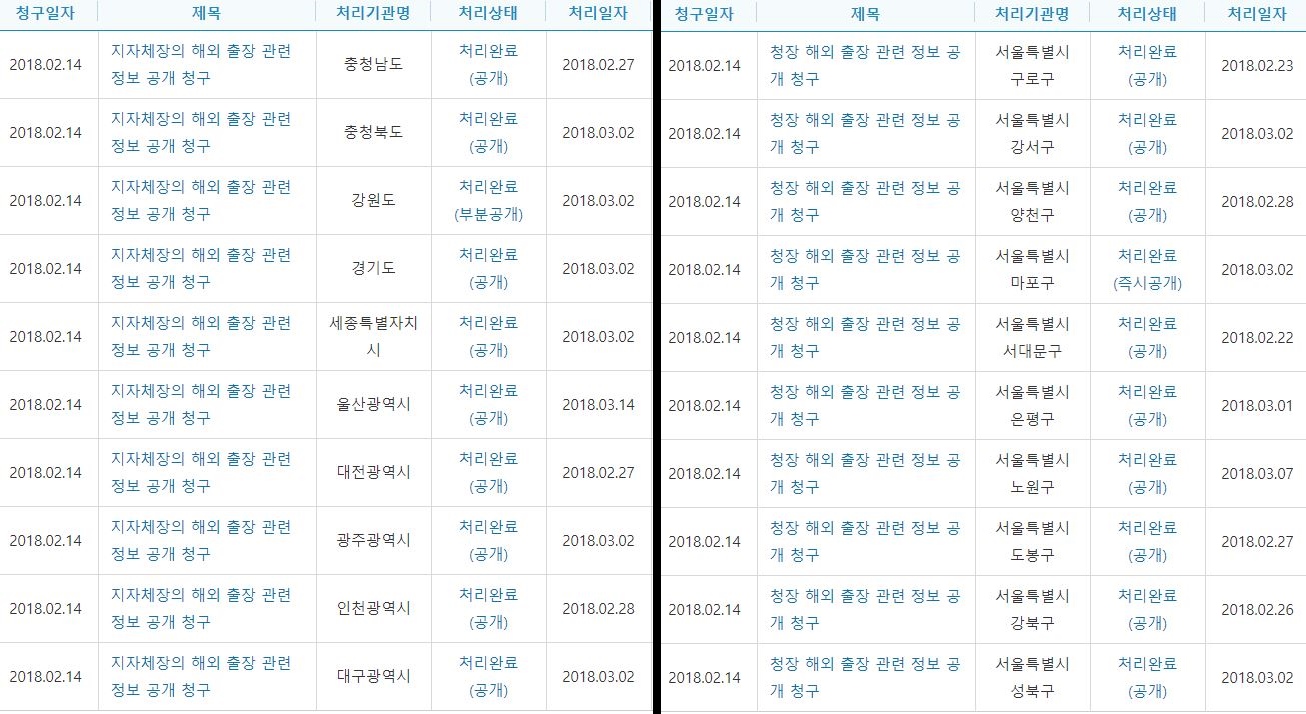 청구일자 제목 처리기관명 처리상태 처리일자
지자체장의 해외 출장 관련 처리완료
2018.02.14 충청남도 2018.02.27
정보 공개 청구 (공개)
지자체장의 해외 출장 관련 처리완료
2018.02.14 충청북도 2018.03.02
정보 공개 청구 (공개)
지자체장의 해외 출장 관련 처리완료
2018.02.14 강원도 2018.03.02
정보 공개 청구 (부분공개)
지자체장의 해외 출장 관련 처리완료
2018.02.14 경기도 2018.03.02
정보 공개 청구 (공개)
지자체장의 해외 출장 관련 세종특별자치 처리완료
2018.02.14 2018.03.02
정보 공개 청구 시 (공개)
지자체장의 해외 출장 관련 처리완료
2018.02.14 울산광역시 2018.03.14
정보 공개 청구 (공개)
지자체장의 해외 출장 관련 처리완료
2018.02.14 대전광역시 2018.02.27
정보 공개 청구 (공개)
지자체장의 해외 출장 관련 처리완료
2018.02.14 광주광역시 2018.03.02
정보 공개 청구 (공개)
지자체장의 해외 출장 관련 처리완료
2018.02.14 인천광역시 2018.02.28
정보 공개 청구 (공개)
지자체장의 해외 출장 관련 처리완료
2018.02.14 대구광역시 2018.03.02
정보 공개 청구 (공개)
청구일자 제목 처리기관명 처리상태 처리일자
청장 해외 출장 관련 정보 공 서울특별시 처리완료
2018.02.14 2018.02.23
개 청구 구로구 (공개)
청장 해외 출장 관련 정보 공 서울특별시 처리완료
2018.02.14 2018.03.02
개 청구 강서구 (공개)
청장 해외 출장 관련 정보 공 서울특별시 처리완료
2018.02.14 2018.02.28
개 청구 양천구 (공개)
청장 해외 출장 관련 정보 공 서울특별시 처리완료
2018.02.14 2018.03.02
개 청구 마포구 (즉시공개)
청장 해외 출장 관련 정보 공 서울특별시 처리완료
2018.02.14 2018.02.22
개 청구 서대문구 (공개)
청장 해외 출장 관련 정보 공 서울특별시 처리완료
2018.02.14 2018.03.01
개 청구 은평구 (공개)
청장 해외 출장 관련 정보 공 서울특별시 처리완료
2018.02.14 2018.03.07
개 청구 노원구 (공개)
청장 해외 출장 관련 정보 공 서울특별시 처리완료
2018.02.14 2018.02.27
개 청구 도봉구 (공개)
청장 해외 출장 관련 정보 공 서울특별시 처리완료
2018.02.14 2018.02.26
개 청구 강북구 (공개)
청장 해외 출장 관련 정보 공 서울특별시 처리완료
2018.02.14 2018.03.02
개 청구 성북구 (공개)